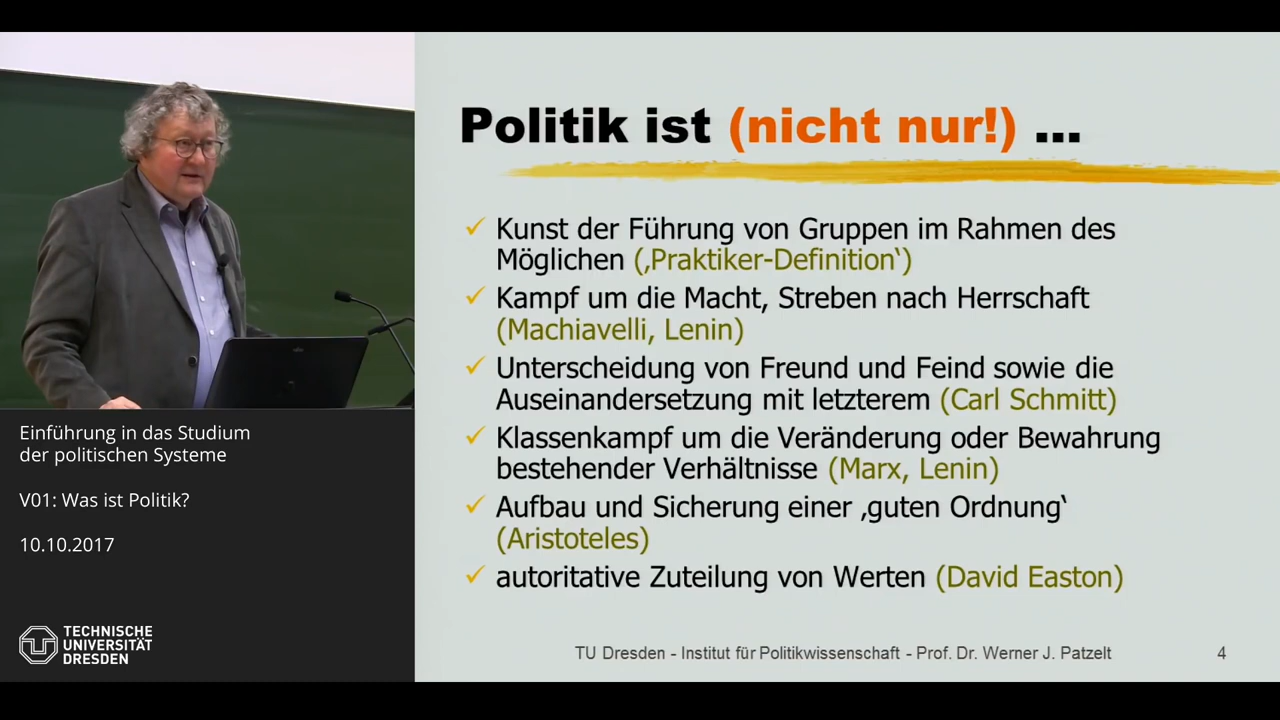 Politik ist (nicht nur!) ...
Kunst der Führung von Gruppen im Rahmen des
Möglichen (‚Praktiker-Definition‘)
Kampf um die Macht, Streben nach Herrschaft
(Machiavelli, Lenin)
Unterscheidung von Freund und Feind sowie die
Auseinandersetzung mit letzterem (Carl Schmitt)
Klassenkampf um die Veränderung oder Bewahrung
bestehender Verhältnisse (Marx, Lenin)
Aufbau und Sicherung einer ‚guten Ordnung‘
(Aristoteles)
autoritative Zuteilung von Werten (David Easton)
TU Dresden - Institut für Politikwissenschaft - Prof. Dr. Werner J. Patzelt 4
Einführung in das Studium
der politischen Systeme
V01: Was ist Politik?
10.10.2017
TECHNISCHE
UNIVERSITÄT
DRESDEN